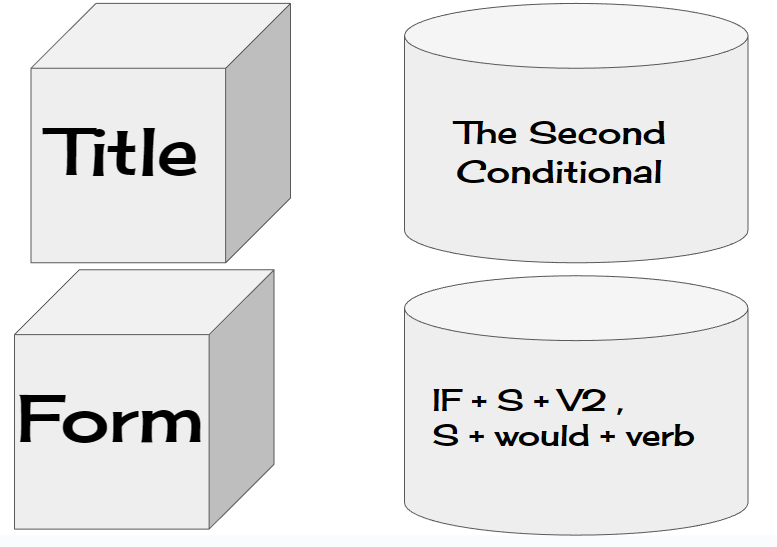 Title
The Second
Conditional
Form
IF + S + V2 ,
S + would + verb